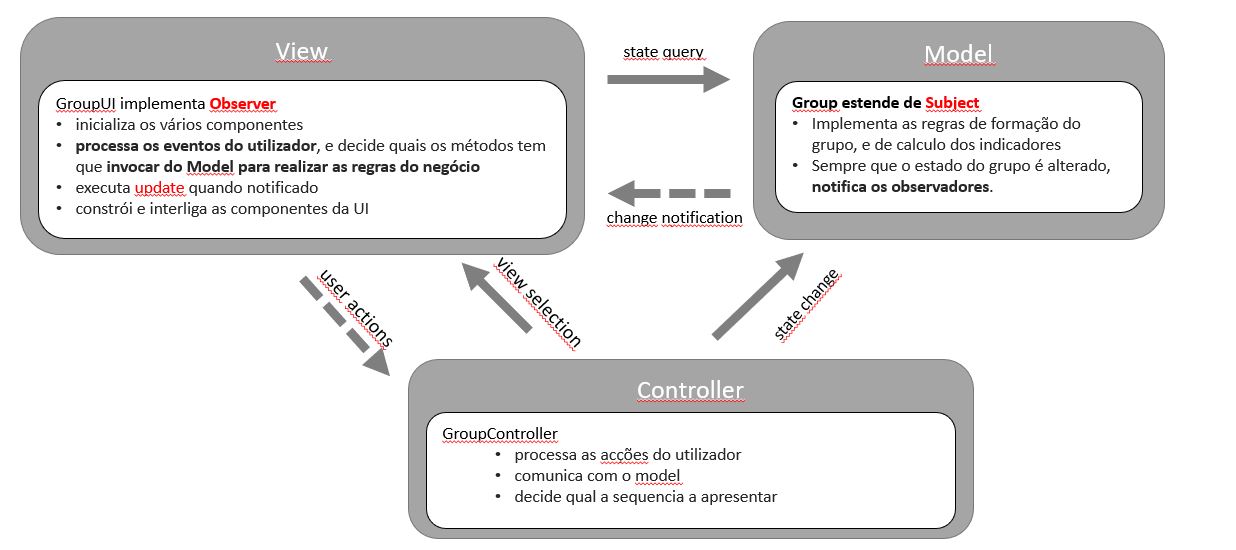 View
GroupUI implementa Observer
• inicializa os vários componentes
• processa os eventos do utilizador, e decide quais os métodos tem
que invocar do Model para realizar as regras do negócio
• executa update quando notificado
• constrói e interliga as componentes da UI
state query
change notification
Model
Group estende de Subject
• Implementa as regras de formação do
grupo, e de calculo dos indicadores
• Sempre que o estado do grupo é alterado,
notifica os observadores.
user actions
view selection
state change
Controller
GroupController
• processa as acções do utilizador
• comunica com o model
• decide qual a sequencia a apresentar